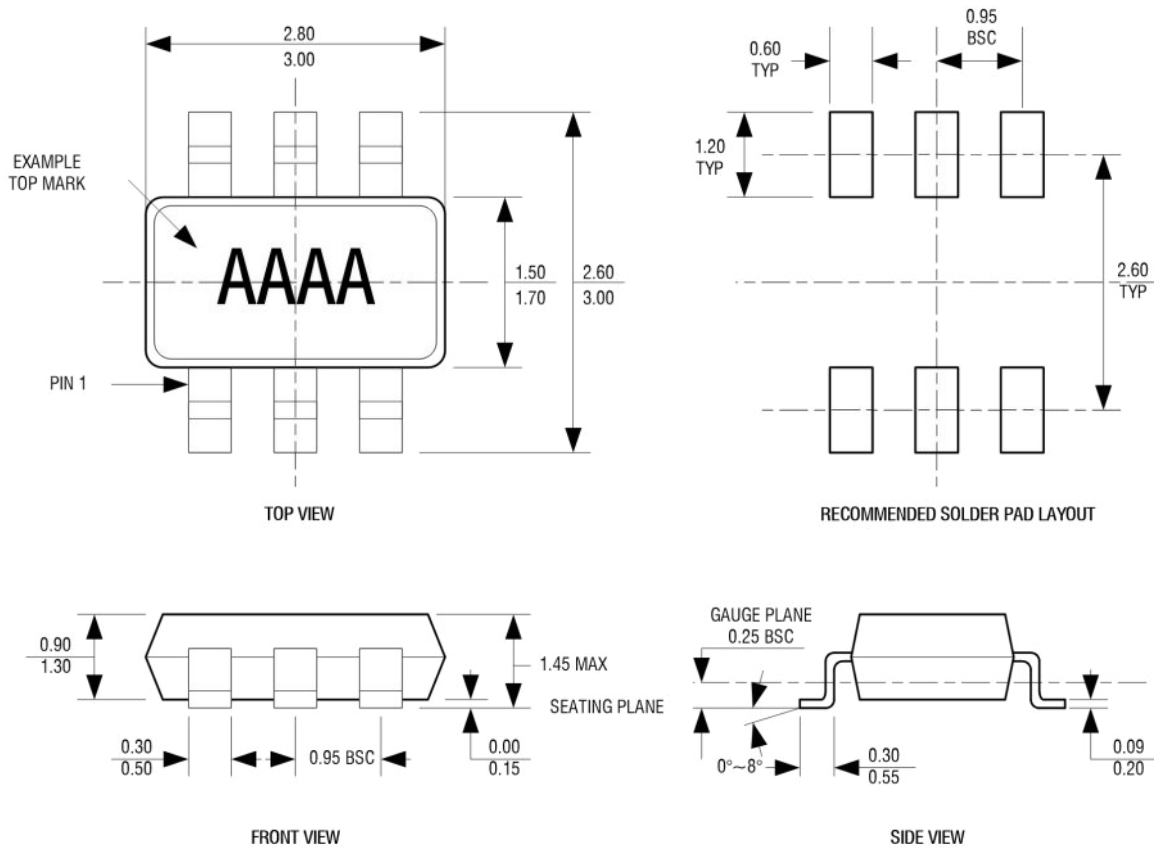 2.80
3.00
EXAMPLE
TOP MARK
AAAA
1.50
1.70
2.60
3.00
PIN 1
TOP VIEW
0.60
TYP
0.95
BSC
1.20
TYP
2.60
TYP
RECOMMENDED SOLDER PAD LAYOUT
0.90
1.30
1.45 MAX
SEATING PLANE
0.30
0.50
0.95 BSC
0.00
0.15
FRONT VIEW
GAUGE PLANE
0.25 BSC
0°~8°
0.30
0.55
0.09
0.20
SIDE VIEW